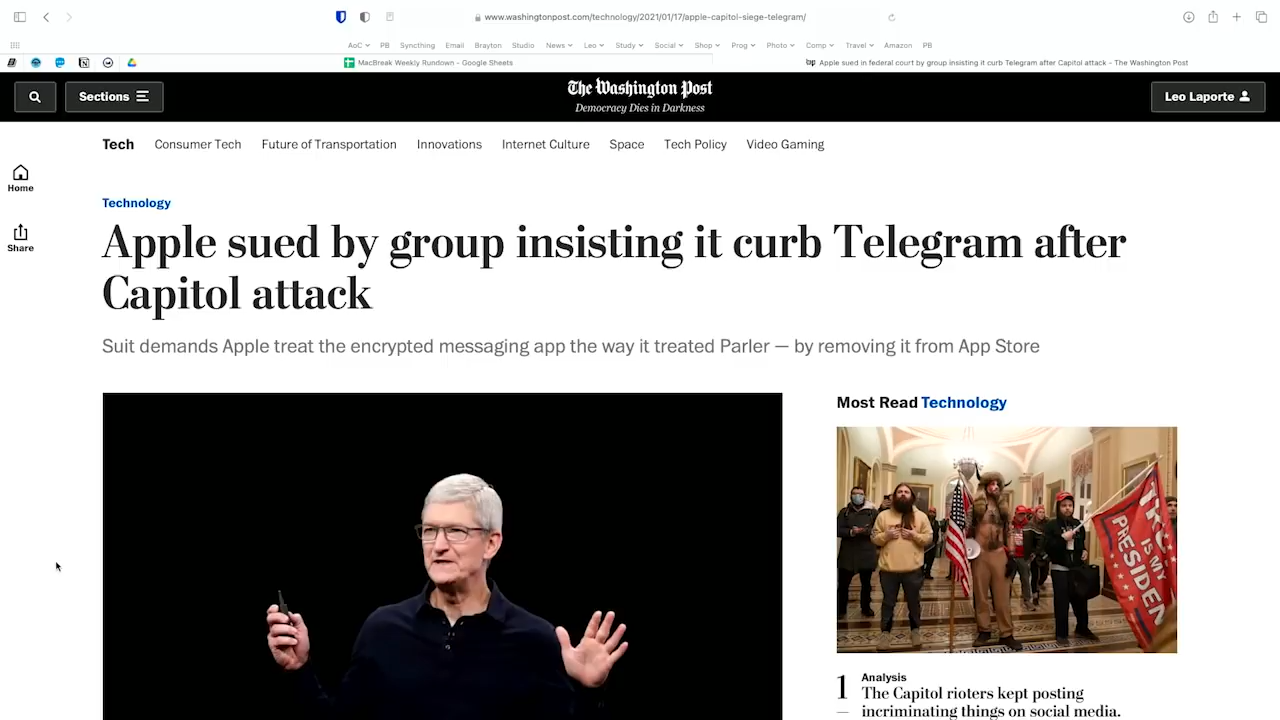 www.washingtonpost.com/technology/2021/01/17/apple-capitol-siege-telegram/
AoC PB Syncthing Email Brayton Studio News Leo Study Social Shop Prog Photo Comp Travel Amazon PB
MacBreak Weekly Rundown - Google Sheets
wp Apple sued in federal court by group insisting it curb Telegram after Capitol attack - The Washington Post
Sections
The Washington Post
Democracy Dies in Darkness
Leo Laporte
Tech Consumer Tech Future of Transportation Innovations Internet Culture Space Tech Policy Video Gaming
Home
Share
Technology
Apple sued by group insisting it curb Telegram after
Capitol attack
Suit demands Apple treat the encrypted messaging app the way it treated Parler — by removing it from App Store
Most Read Technology
IS MY
PRESIDEN
1
Analysis
The Capitol rioters kept posting
incriminating things on social media.